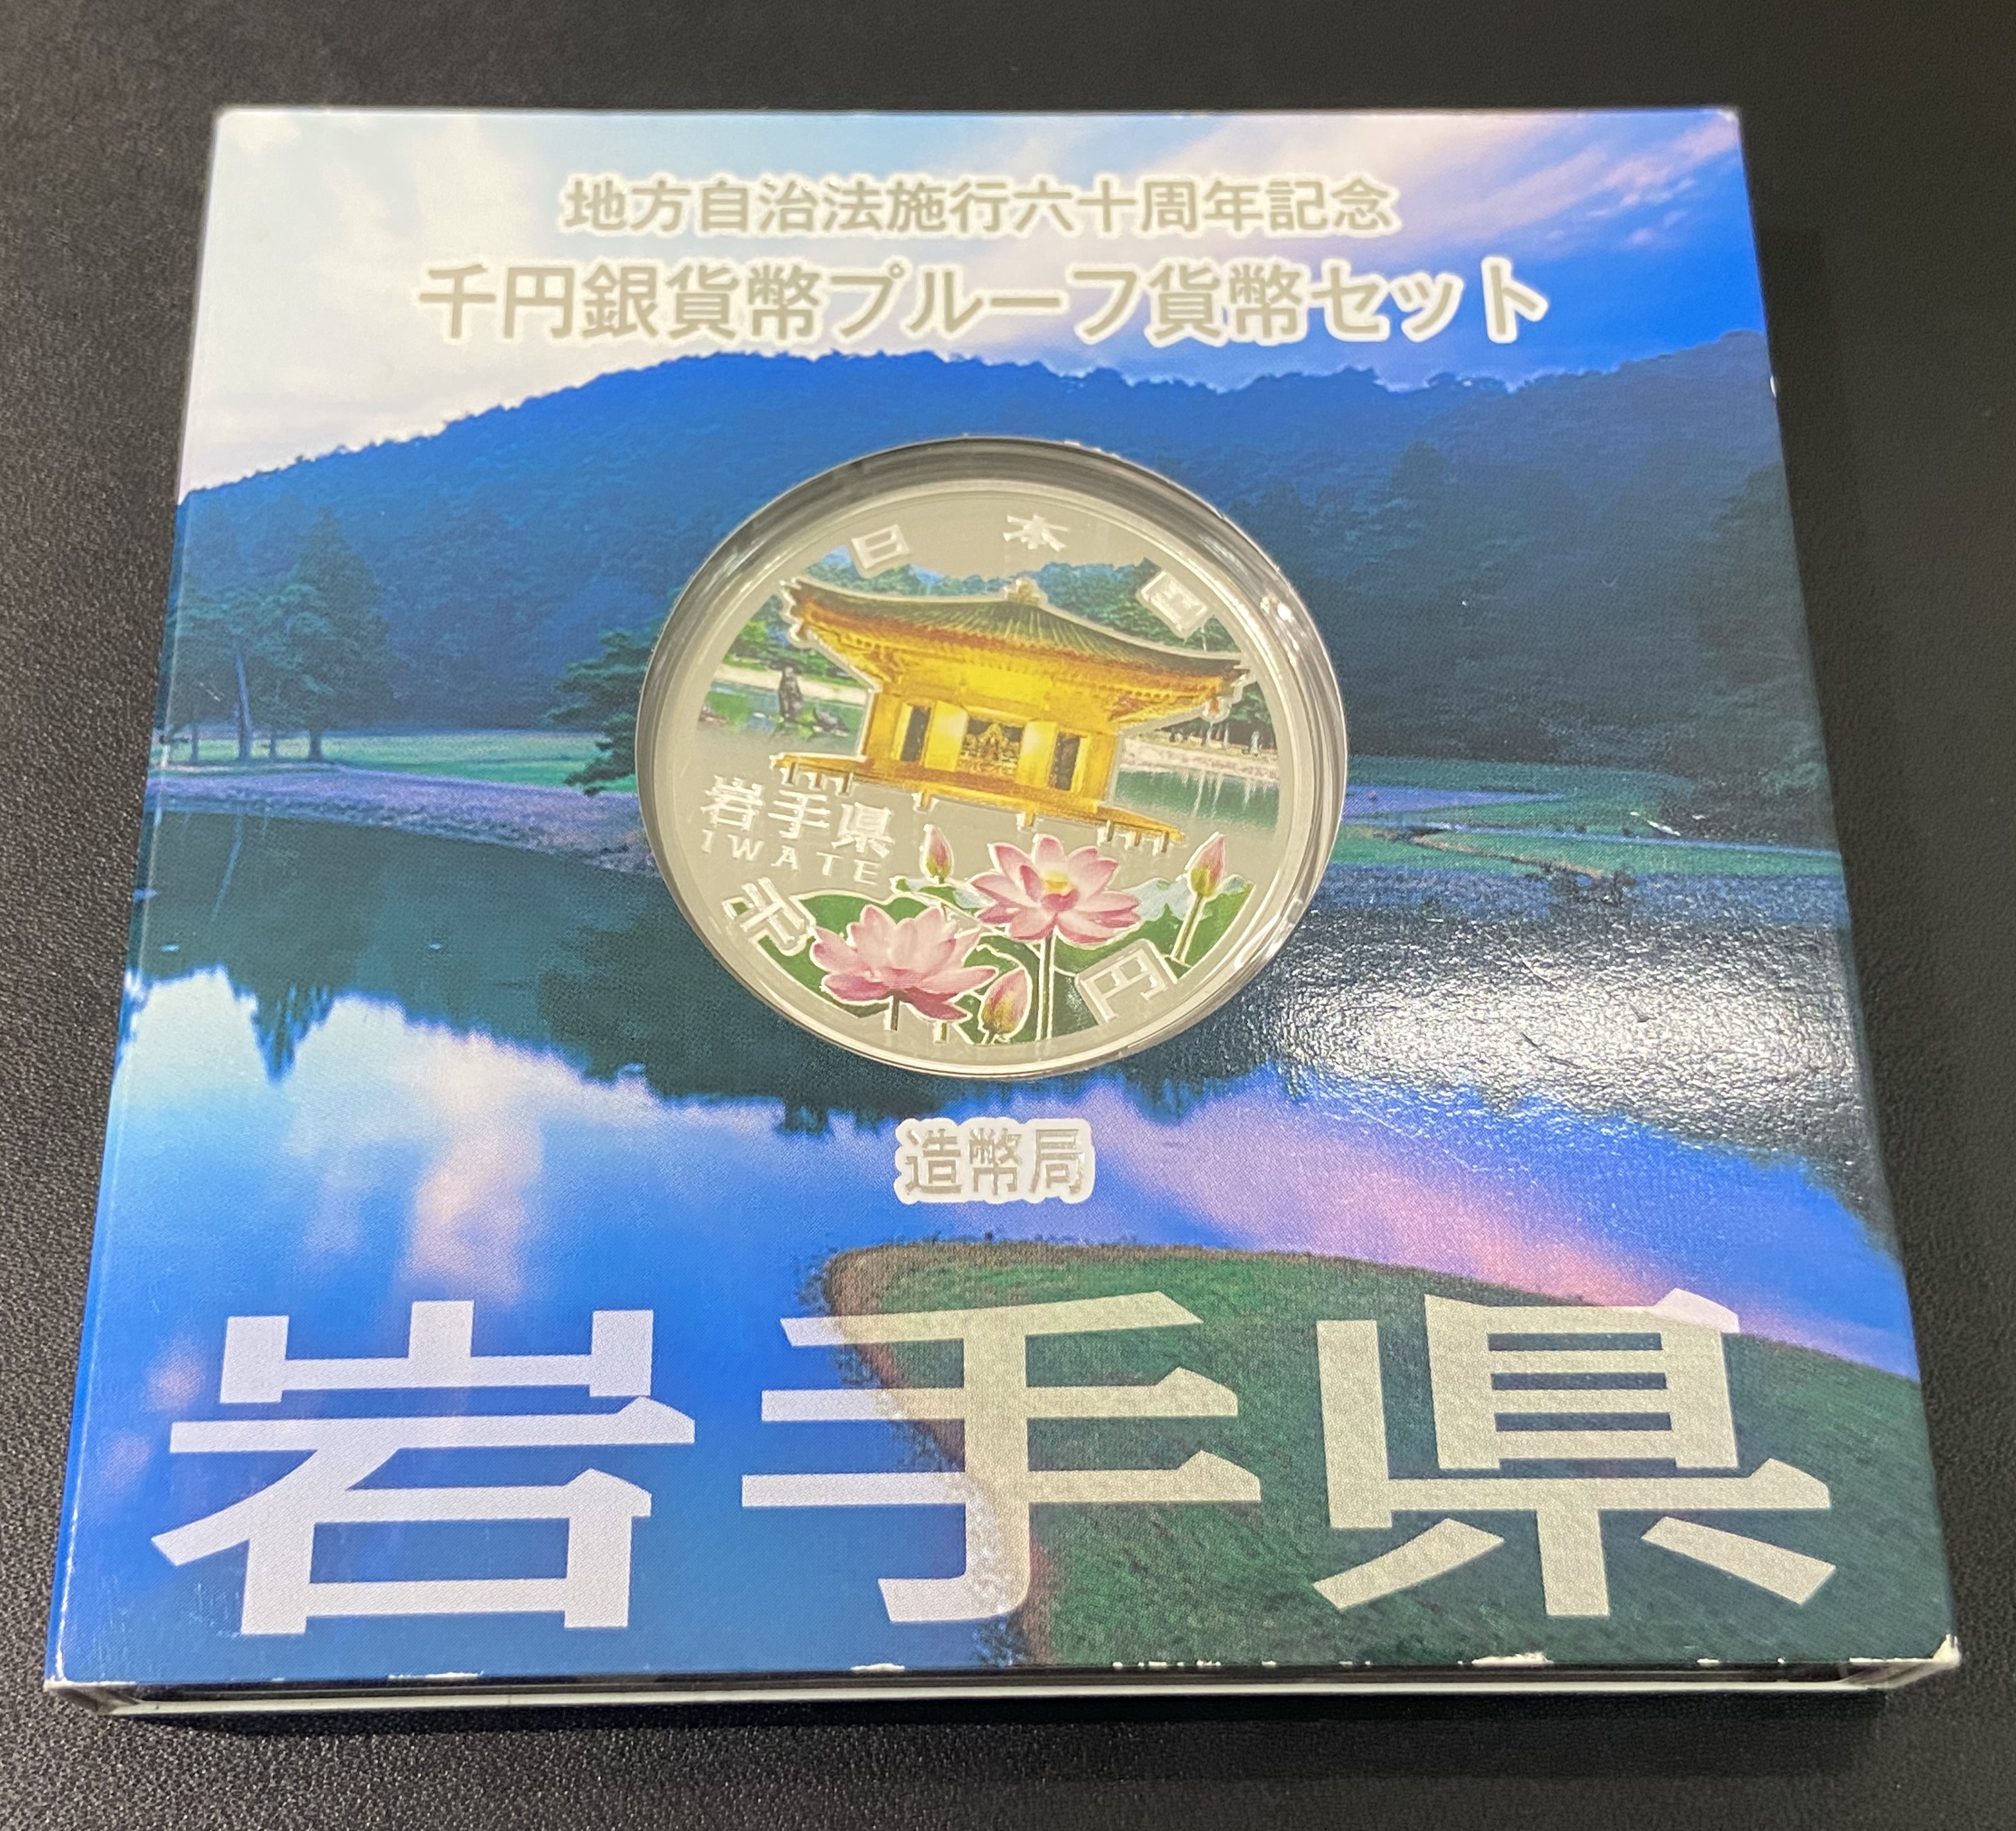 地方自治法施行六十周年記念
千円銀貨幣プルーフ貨幣セット
日本国
岩手県
IWATE
千円
造幣局
岩手県